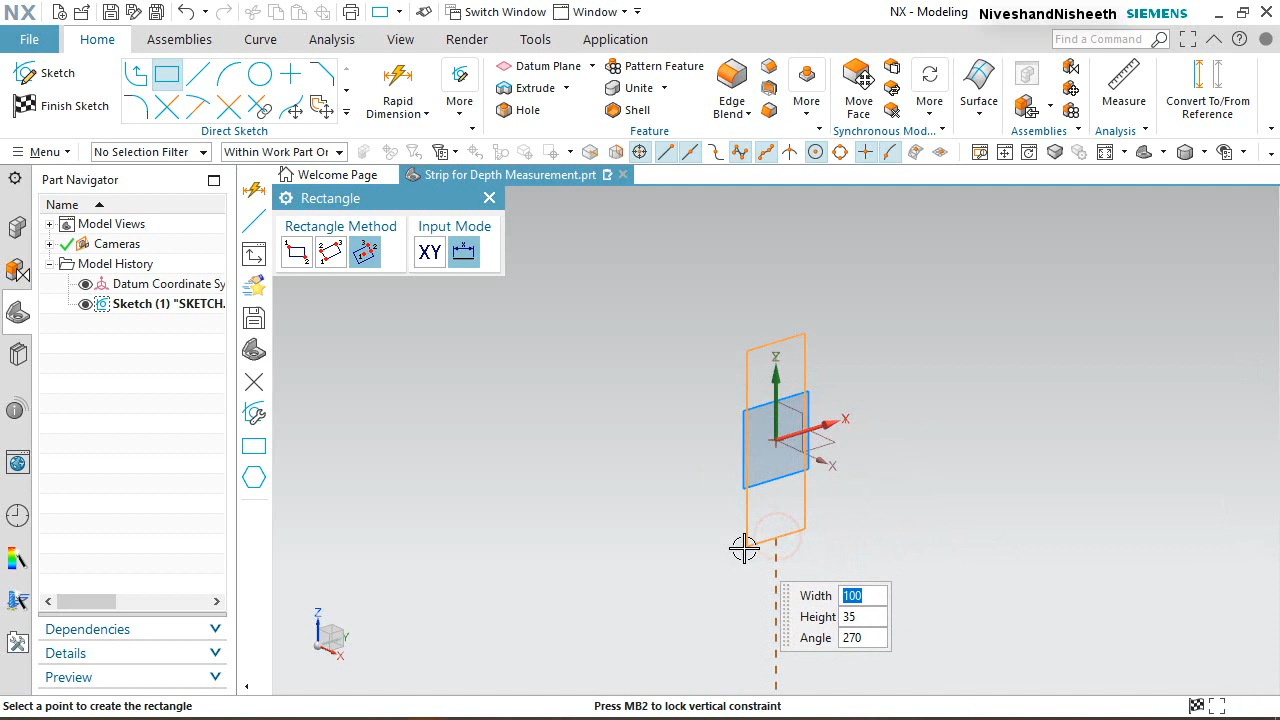 NX
Switch Window
Window
NX - Modeling
NiveshandNisheeth
SIEMENS
File
Home
Assemblies
Curve
Analysis
View
Render
Tools
Application
Find a Command
Sketch
Finish Sketch
Direct Sketch
Rapid
Dimension
More
Datum Plane
Extrude
Hole
Pattern Feature
Unite
Shell
Edge
Blend
More
Feature
Move
Face
More
Synchronous Mod...
Surface
Assemblies
Measure
Analysis
Convert To/From
Reference
Menu
No Selection Filter
Within Work Part On
Part Navigator
Welcome Page
Strip for Depth Measurement.prt
Name
Model Views
Cameras
Model History
Datum Coordinate Sy
Sketch (1) "SKETCH.
Dependencies
Details
Preview
Rectangle
Rectangle Method
Input Mode
XY
Z
X
X
Width 100
Height 35
Angle 270
Z
Y
X
Select a point to create the rectangle
Press MB2 to lock vertical constraint